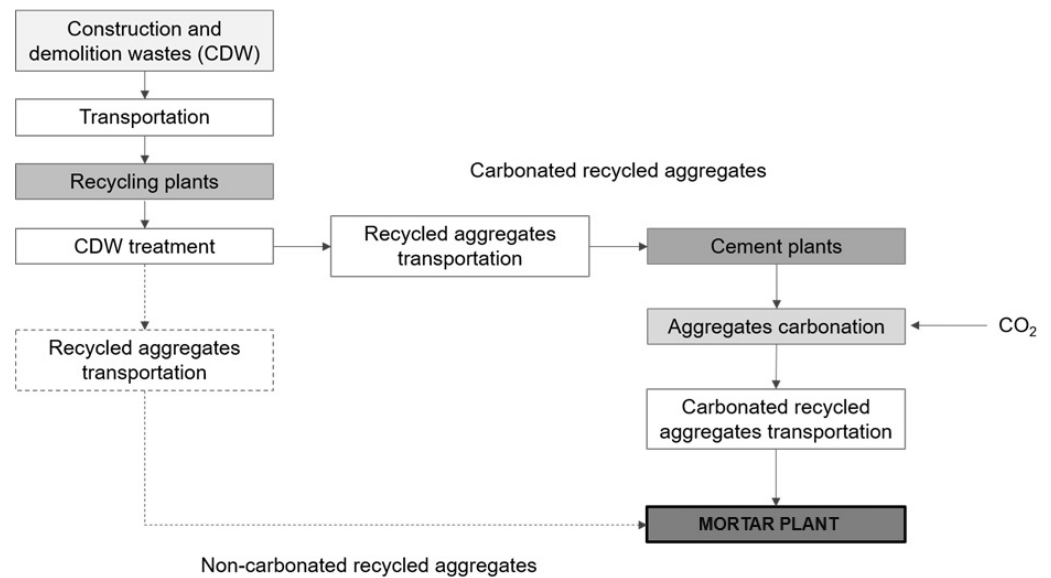 Construction and
demolition wastes (CDW)
Transportation
Recycling plants
Carbonated recycled aggregates
CDW treatment
Recycled aggregates
transportation
Cement plants
Recycled aggregates
transportation
Aggregates carbonation
CO₂
Carbonated recycled
aggregates transportation
MORTAR PLANT
Non-carbonated recycled aggregates